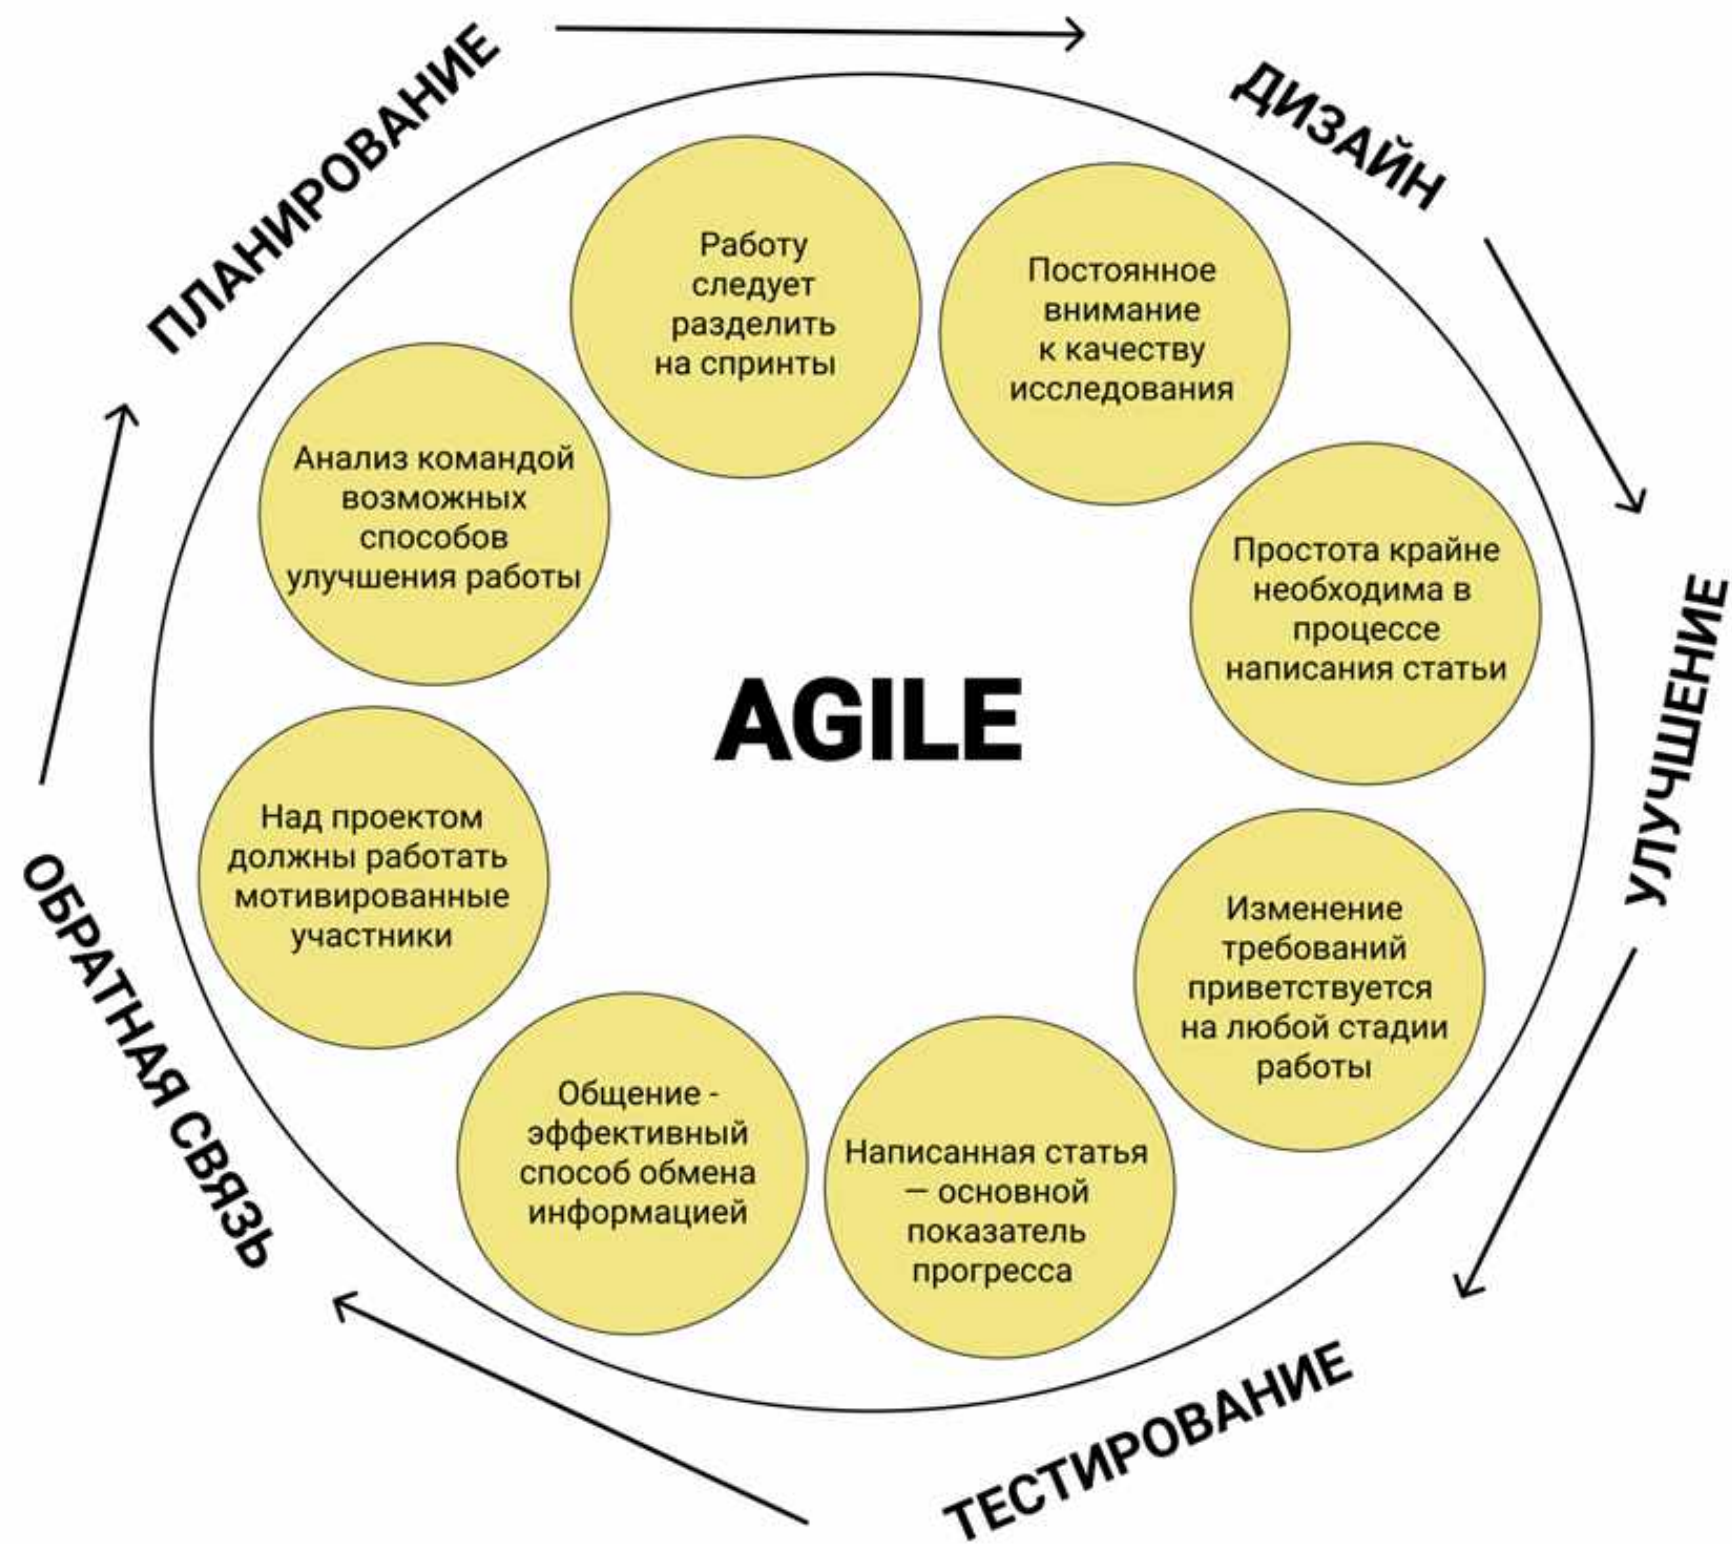 ПЛАНИРОВАНИЕ
ДИЗАЙН
УЛУЧШЕНИЕ
ТЕСТИРОВАНИЕ
ОБРАТНАЯ СВЯЗЬ
Работу
следует
разделить
на спринты
Постоянное
внимание
к качеству
исследования
Простота крайне
необходима в
процессе
написания статьи
Изменение
требований
приветствуется
на любой стадии
работы
Написанная статья
— основной
показатель
прогресса
Общение -
эффективный
способ обмена
информацией
Над проектом
должны работать
мотивированные
участники
Анализ командой
возможных
способов
улучшения работы
AGILE